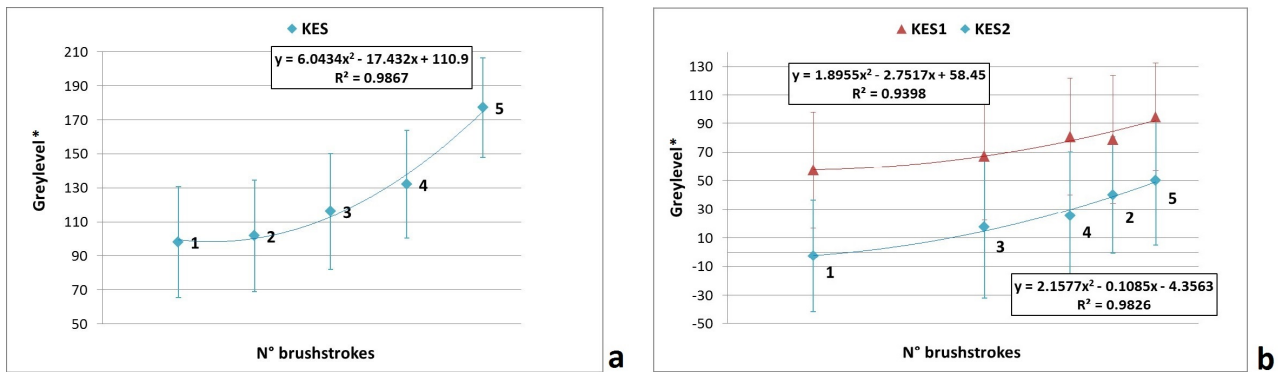 KES
210
190
170
150
130
110
90
70
50
Greylevel*
y = 6.0434x² - 17.432x + 110.9
R² = 0.9867
1
2
3
4
5
N° brushstrokes
a
KES1 KES2
130
110
90
70
50
30
10
-10
-30
-50
Greylevel*
y = 1.8955x² - 2.7517x + 58.45
R² = 0.9398
1
3
4
2
5
y = 2.1577x² - 0.1085x - 4.3563
R² = 0.9826
N° brushstrokes
b